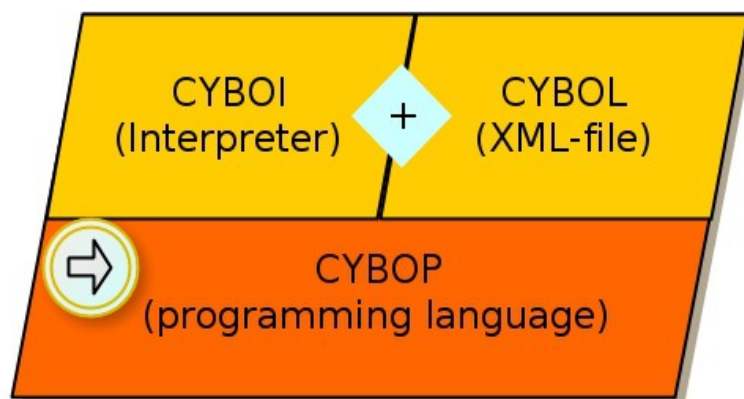 CYBOI
(Interpreter)
+
CYBOL
(XML-file)
CYBOP
(programming language)